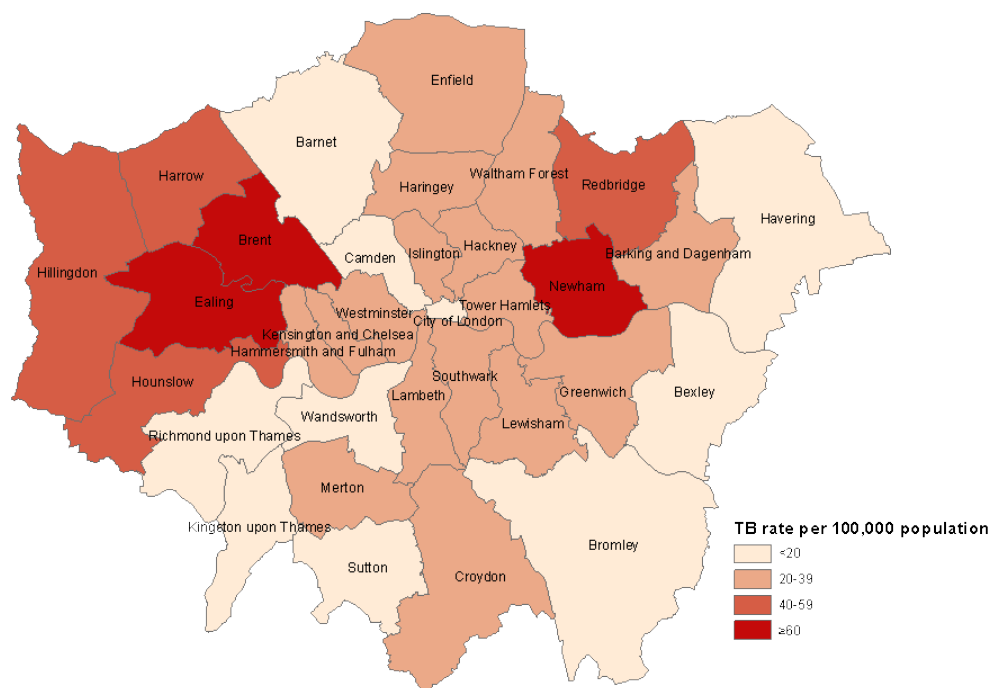 Enfield
Barnet
Harrow
Haringey
Waltham Forest
Redbridge
Havering
Brent
Hackney
Islington
Camden
Barking and Dagenham
Hillingdon
Newham
Ealing
Tower Hamlets
Westminster
City of London
Kensington and Chelsea
Hammersmith and Fulham
Southwark
Hounslow
Lambeth
Greenwich
Bexley
Wandsworth
Lewisham
Richmond upon Thames
Merton
Kingston upon Thames
Bromley
Sutton
Croydon
TB rate per 100,000 population
<20
20-39
40-59
≥60